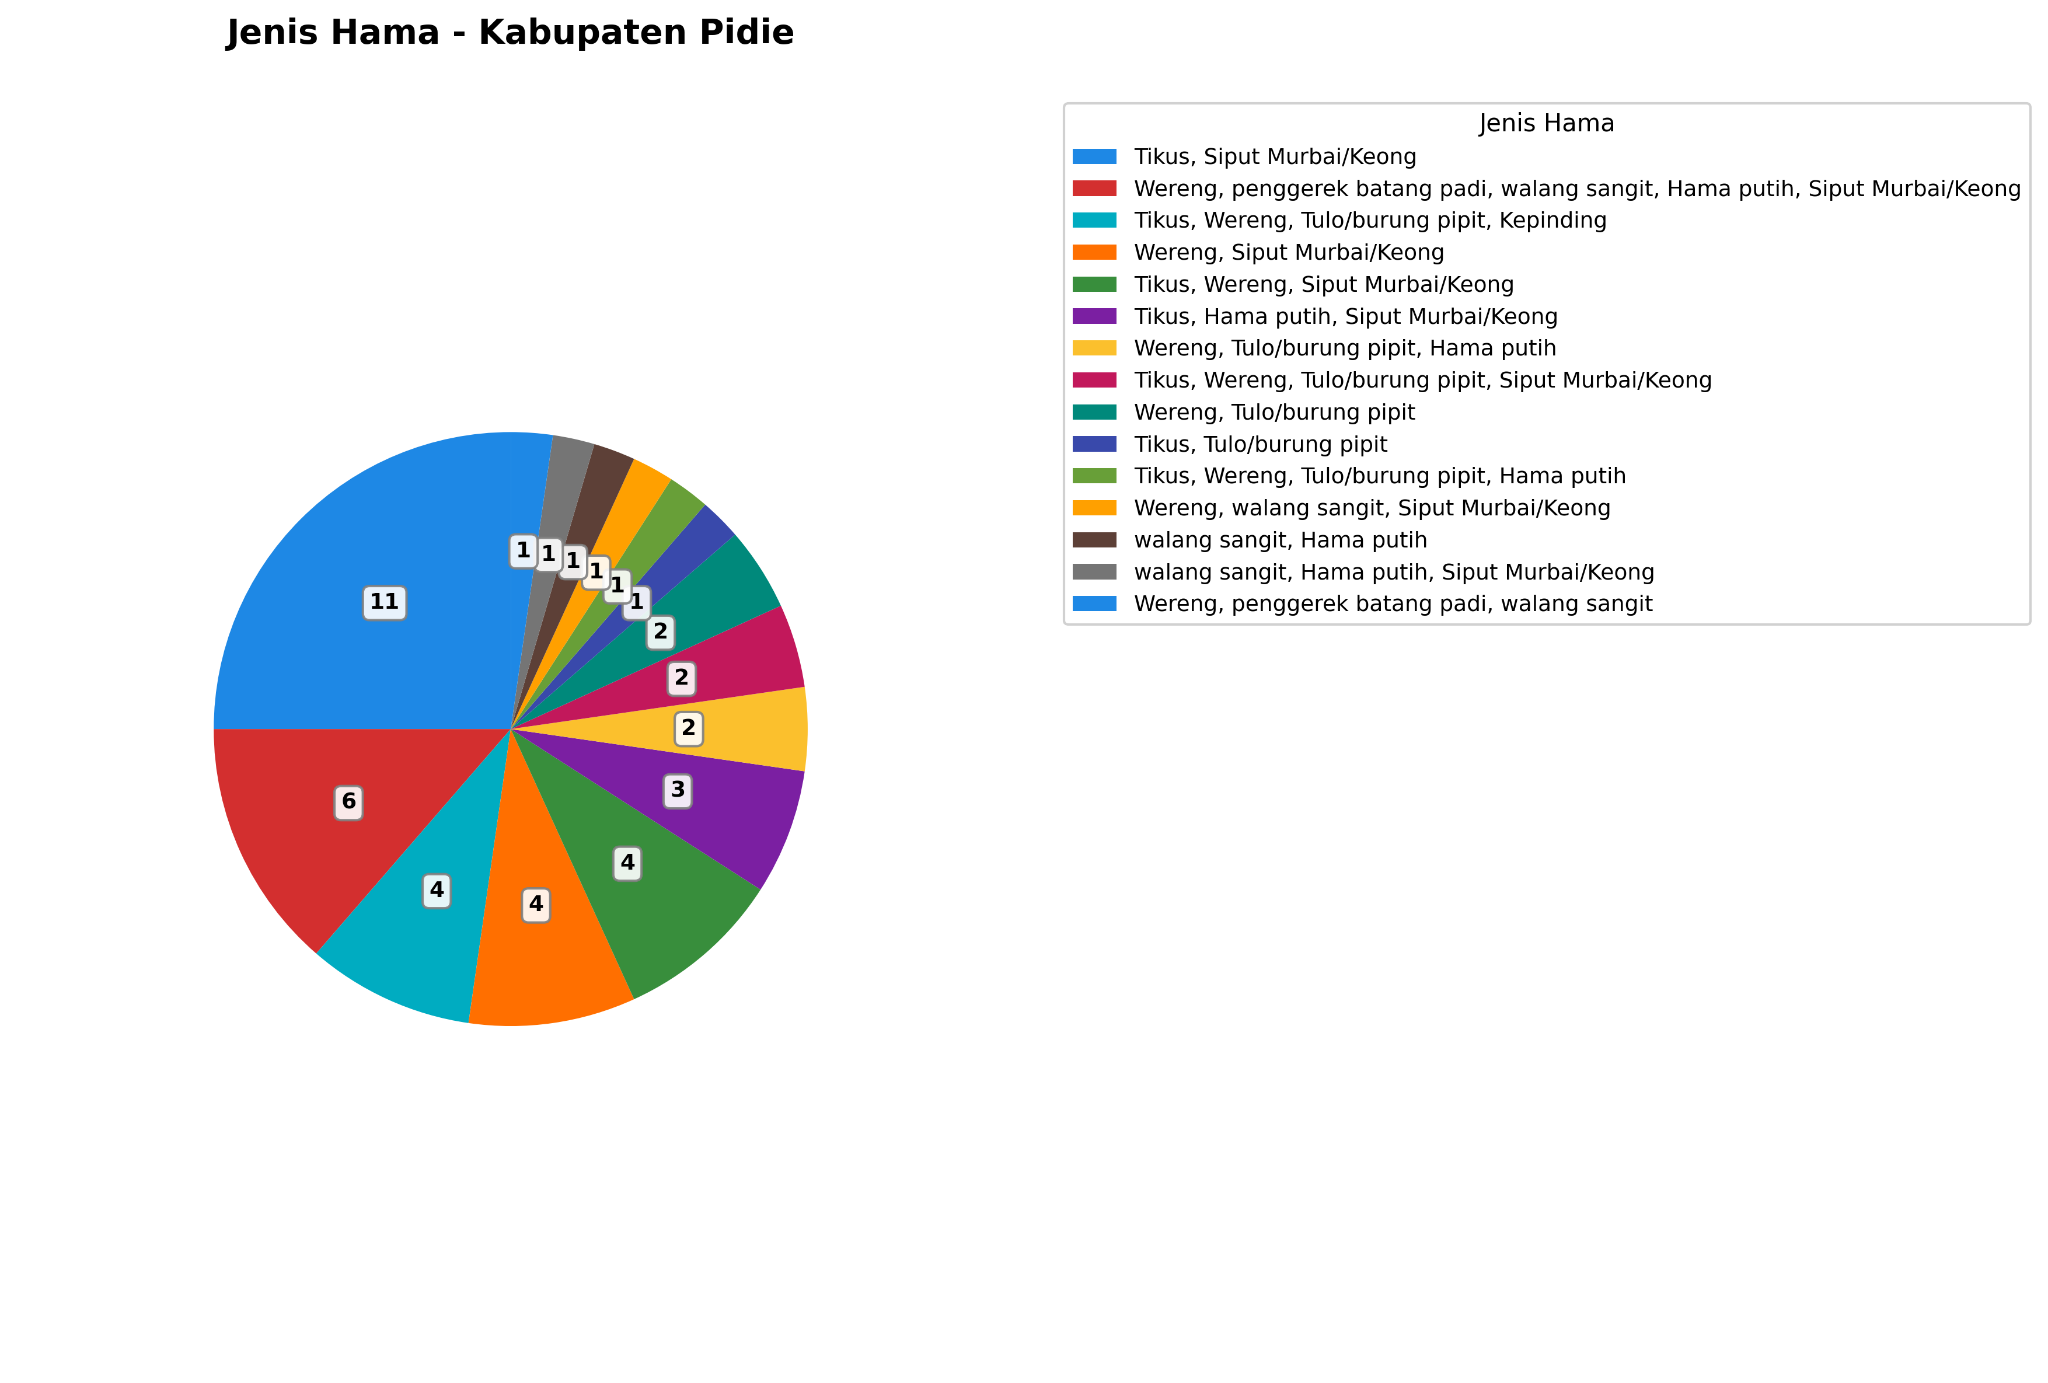 Jenis Hama - Kabupaten Pidie
Jenis Hama
Tikus, Siput Murbai/Keong
Wereng, penggerek batang padi, walang sangit, Hama putih, Siput Murbai/Keong
Tikus, Wereng, Tulo/burung pipit, Kepinding
Wereng, Siput Murbai/Keong
Tikus, Wereng, Siput Murbai/Keong
Tikus, Hama putih, Siput Murbai/Keong
Wereng, Tulo/burung pipit, Hama putih
Tikus, Wereng, Tulo/burung pipit, Siput Murbai/Keong
Wereng, Tulo/burung pipit
Tikus, Tulo/burung pipit
Tikus, Wereng, Tulo/burung pipit, Hama putih
Wereng, walang sangit, Siput Murbai/Keong
walang sangit, Hama putih
walang sangit, Hama putih, Siput Murbai/Keong
Wereng, penggerek batang padi, walang sangit
11
6
4
4
4
3
2
2
2
1
1
1
1
1
1